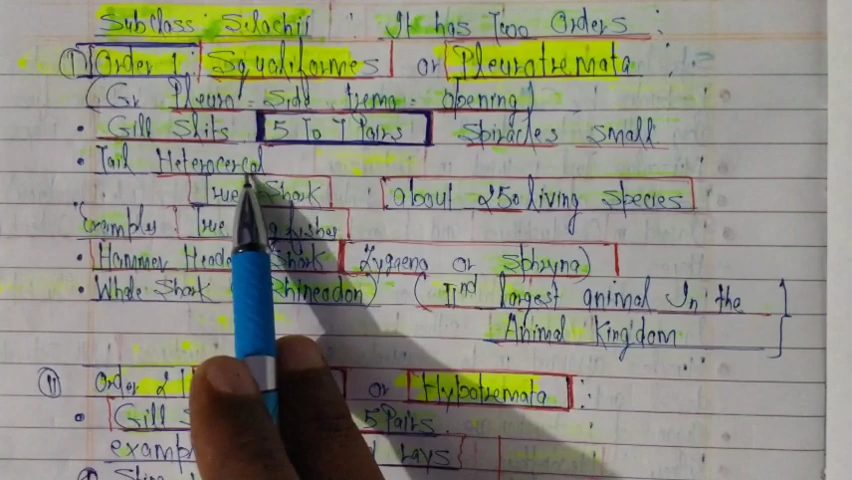 Subclass: Selachii : It has Two Orders :
I Order 1: Squaliformes or Pleurotremata :
(Gr Pleuro = Side trema = opening)
• Gill Slits 5 To 7 Pairs Spiracles small
• Tail Heterocercal
True Shark About 250 living species
Examples : True fishes
• Hammer Headed Shark (Zygaena or Sphryna)
• Whale Shark Rhineodon) (IInd largest animal In the
Animal Kingdom
II Order 2 or Hypotremata :
• Gill 5 Pairs
rays